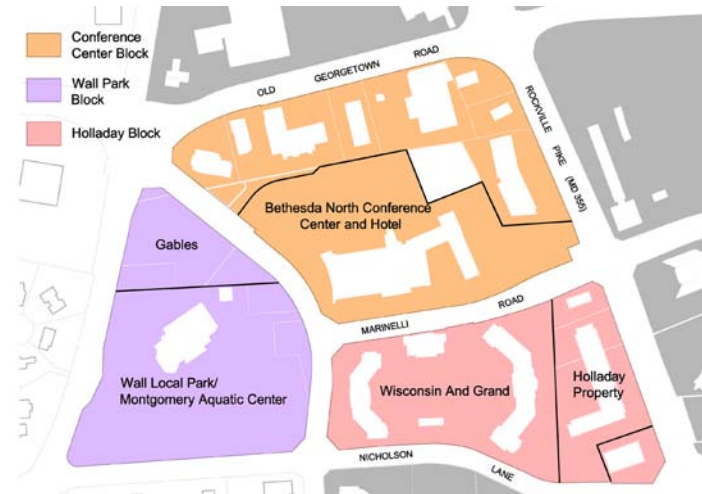 Conference
Center Block
Wall Park
Block
Holladay Block
OLD GEORGETOWN ROAD
ROCKVILLE PIKE (MD 355)
Bethesda North Conference
Center and Hotel
Gables
MARINELLI ROAD
Wall Local Park/
Montgomery Aquatic Center
Wisconsin And Grand
Holladay
Property
NICHOLSON LANE